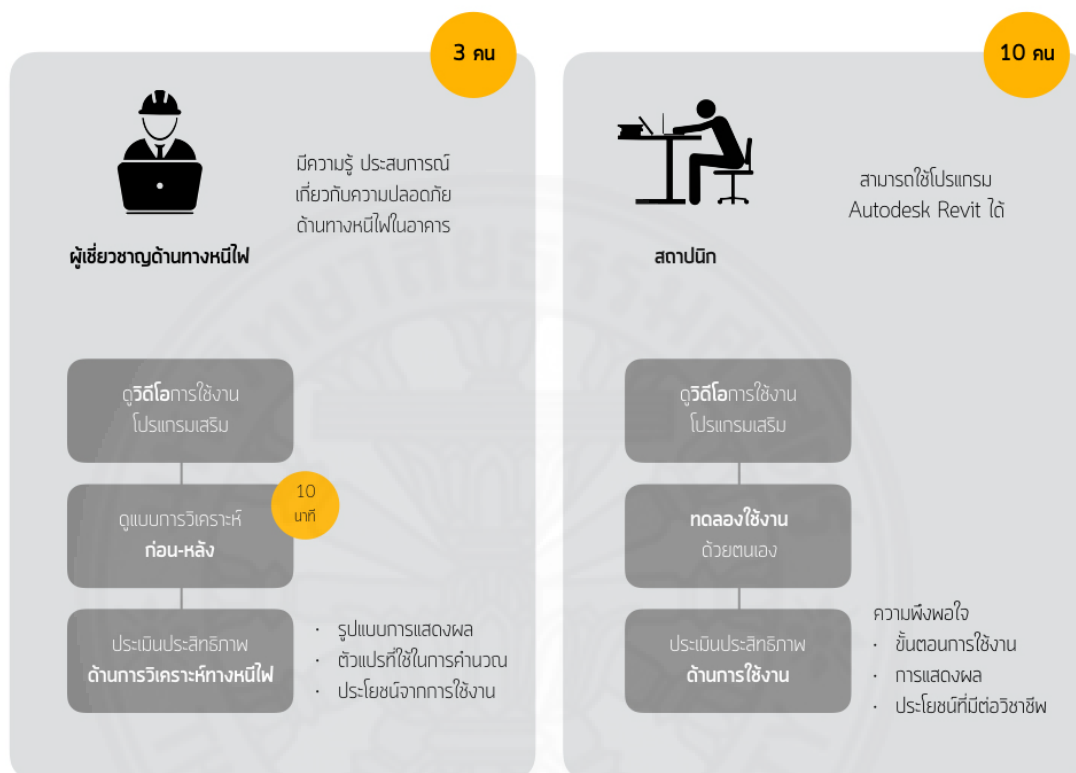 3 คน
มีความรู้ ประสบการณ์
เกี่ยวกับความปลอดภัย
ด้านทางหนีไฟในอาคาร
ผู้เชี่ยวชาญด้านทางหนีไฟ
ดูวิดีโอการใช้งาน
โปรแกรมเสริม
ดูแบบการวิเคราะห์
ก่อน-หลัง
10
นาที
ประเมินประสิทธิภาพ
ด้านการวิเคราะห์ทางหนีไฟ
· รูปแบบการแสดงผล
· ตัวแปรที่ใช้ในการคำนวณ
· ประโยชน์จากการใช้งาน
10 คน
สามารถใช้โปรแกรม
Autodesk Revit ได้
สถาปนิก
ดูวิดีโอการใช้งาน
โปรแกรมเสริม
ทดลองใช้งาน
ด้วยตนเอง
ประเมินประสิทธิภาพ
ด้านการใช้งาน
ความพึงพอใจ
· ขั้นตอนการใช้งาน
· การแสดงผล
· ประโยชน์ที่มีต่อวิชาชีพ